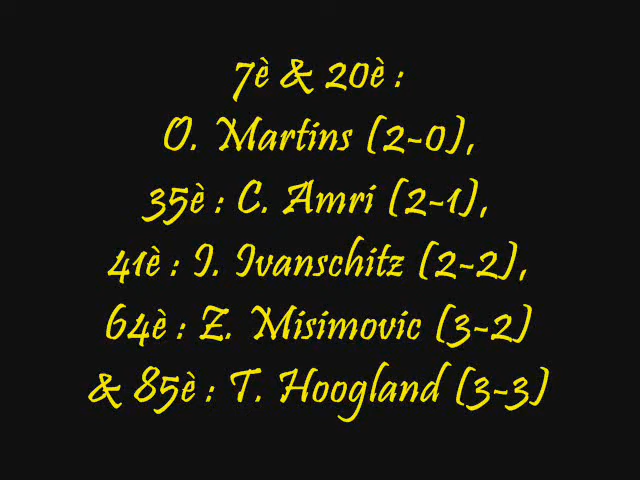 7è & 20è :
O. Martins (2-0),
35è : C. Amri (2-1),
41è : I. Ivanschitz (2-2),
64è : Z. Misimovic (3-2)
& 85è : T. Hoogland (3-3)